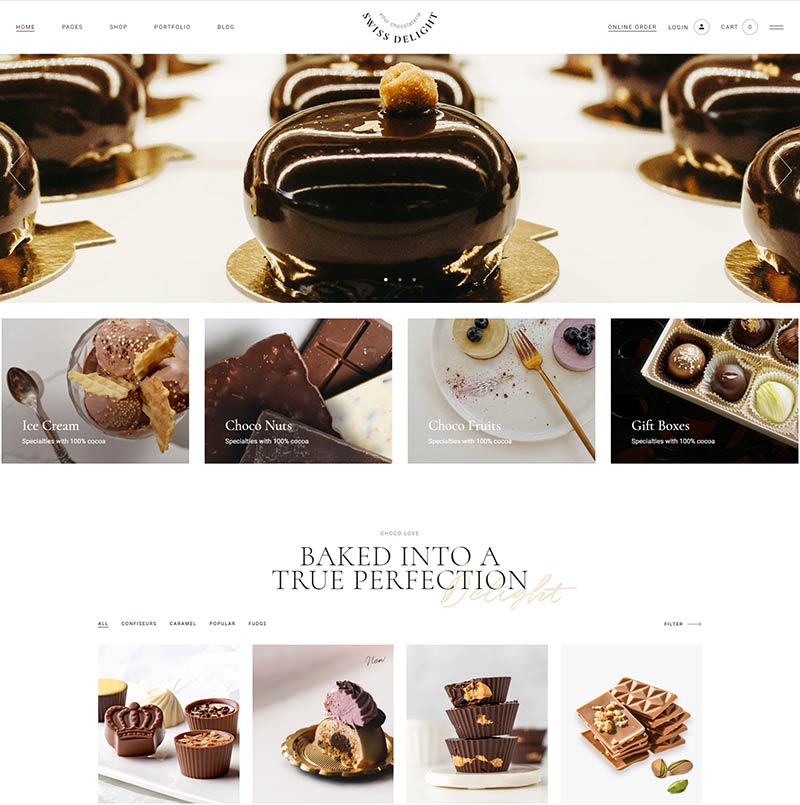 HOME
PAGES
SHOP
PORTFOLIO
BLOG
your chocolaterie
SWISS DELIGHT
ONLINE ORDER
LOGIN
CART
0
Ice Cream
Specialties with 100% cocoa
Choco Nuts
Specialties with 100% cocoa
Choco Fruits
Specialties with 100% cocoa
Gift Boxes
Specialties with 100% cocoa
CHOCO LOVE
BAKED INTO A
TRUE PERFECTION
Delight
ALL
CONFISEURS
CARAMEL
POPULAR
FUDGE
FILTER
New